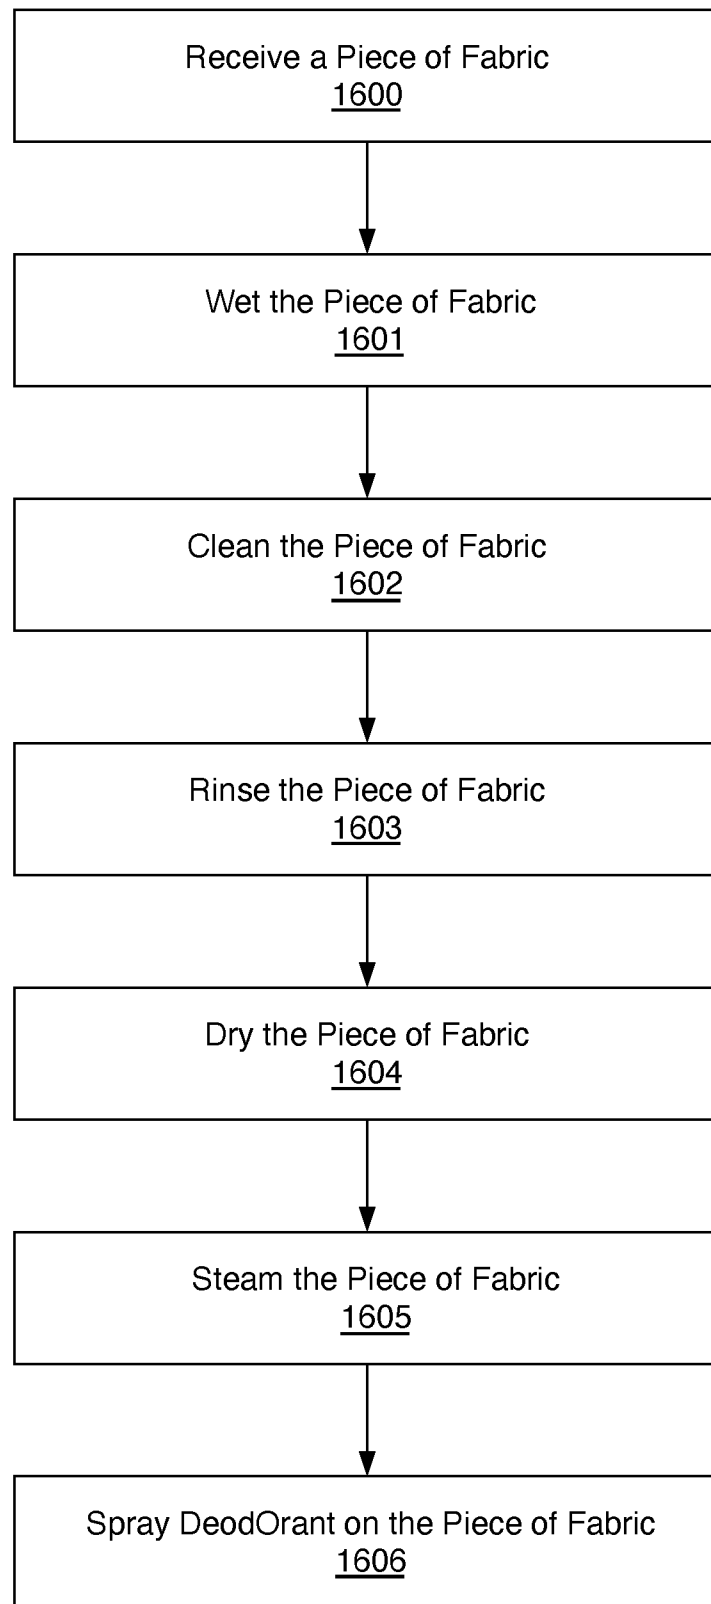 Receive a Piece of Fabric
1600
Wet the Piece of Fabric
1601
Clean the Piece of Fabric
1602
Rinse the Piece of Fabric
1603
Dry the Piece of Fabric
1604
Steam the Piece of Fabric
1605
Spray DeodOrant on the Piece of Fabric
1606